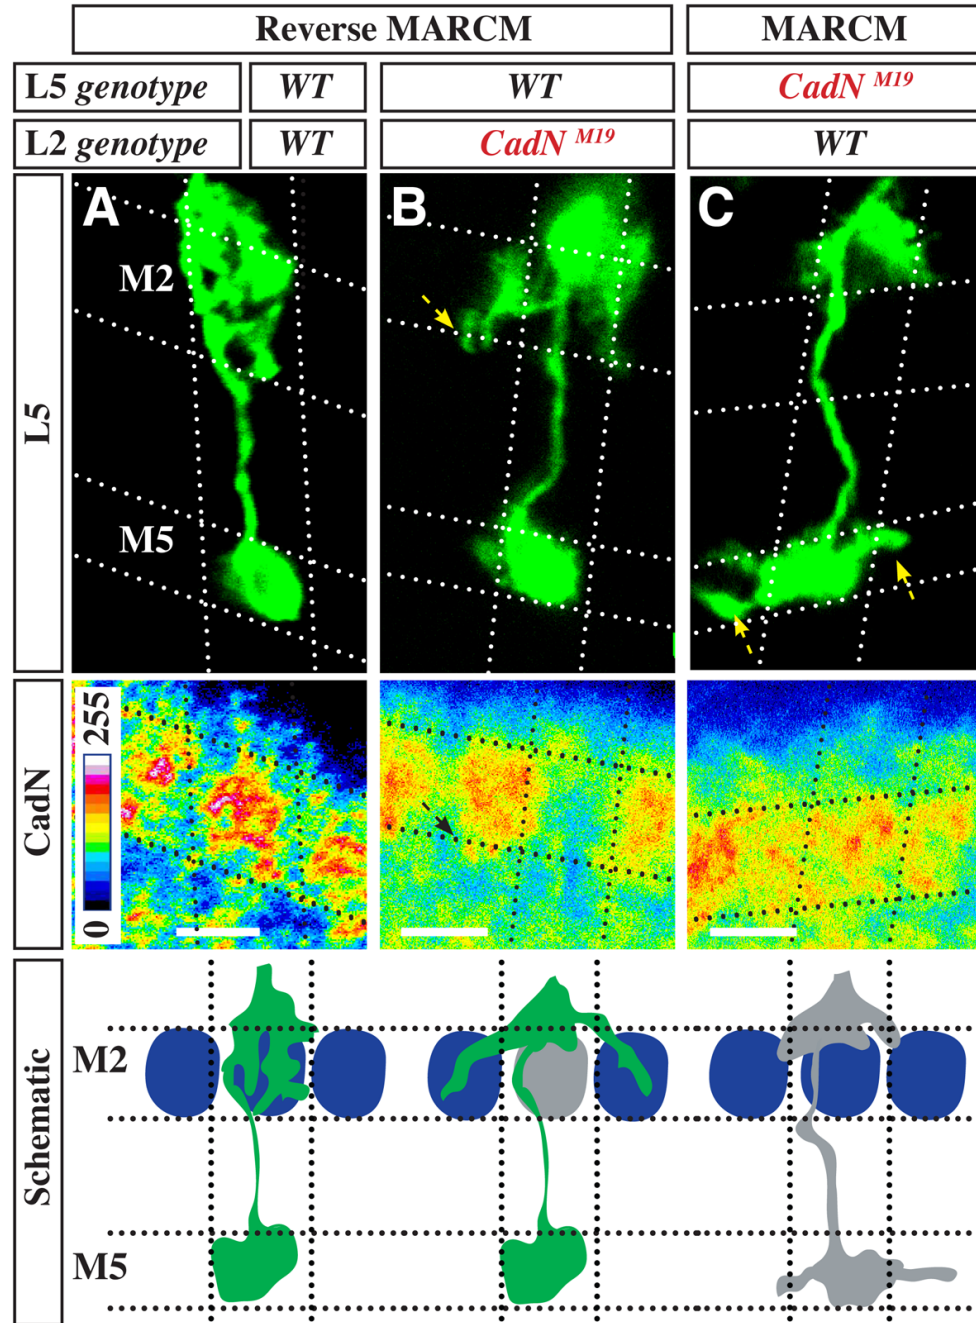 Reverse MARCM MARCM
L5 genotype WT WT CadN M19
L2 genotype WT CadN M19 WT
A B C
M2
L5
M5
255
CadN
0
M2
Schematic
M5